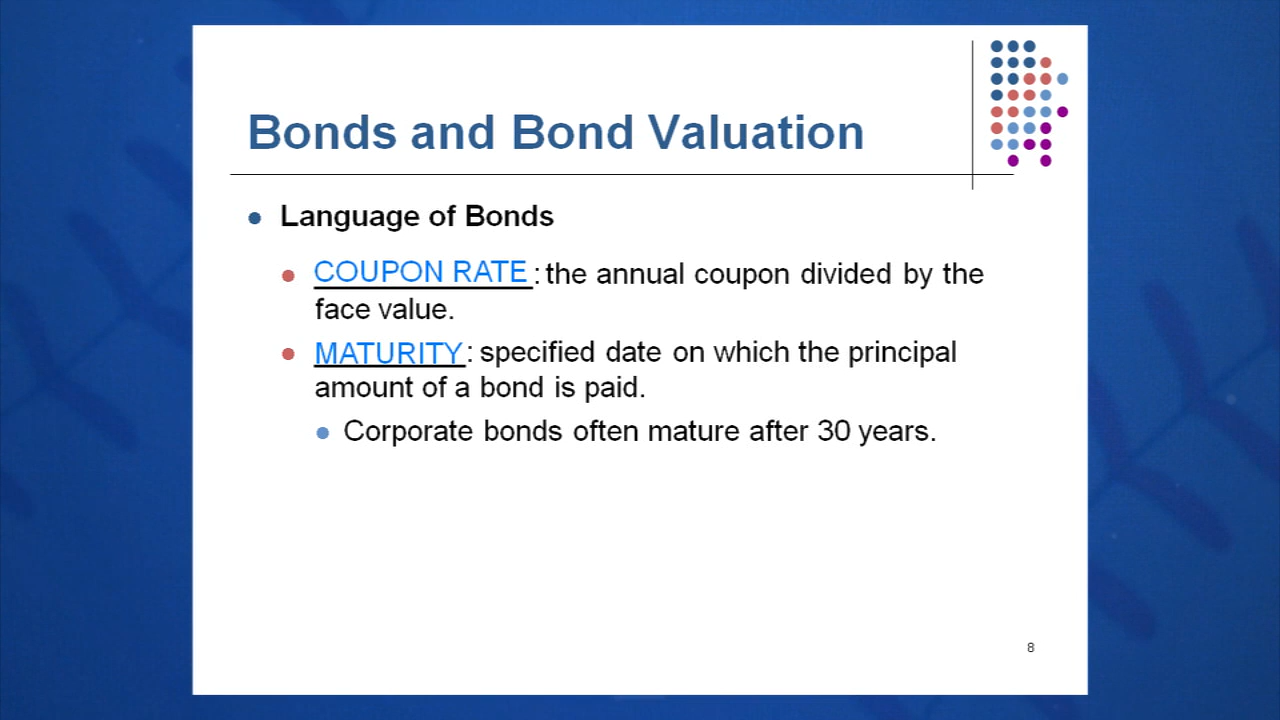 Bonds and Bond Valuation
Language of Bonds
COUPON RATE: the annual coupon divided by the
face value.
MATURITY: specified date on which the principal
amount of a bond is paid.
Corporate bonds often mature after 30 years.
8